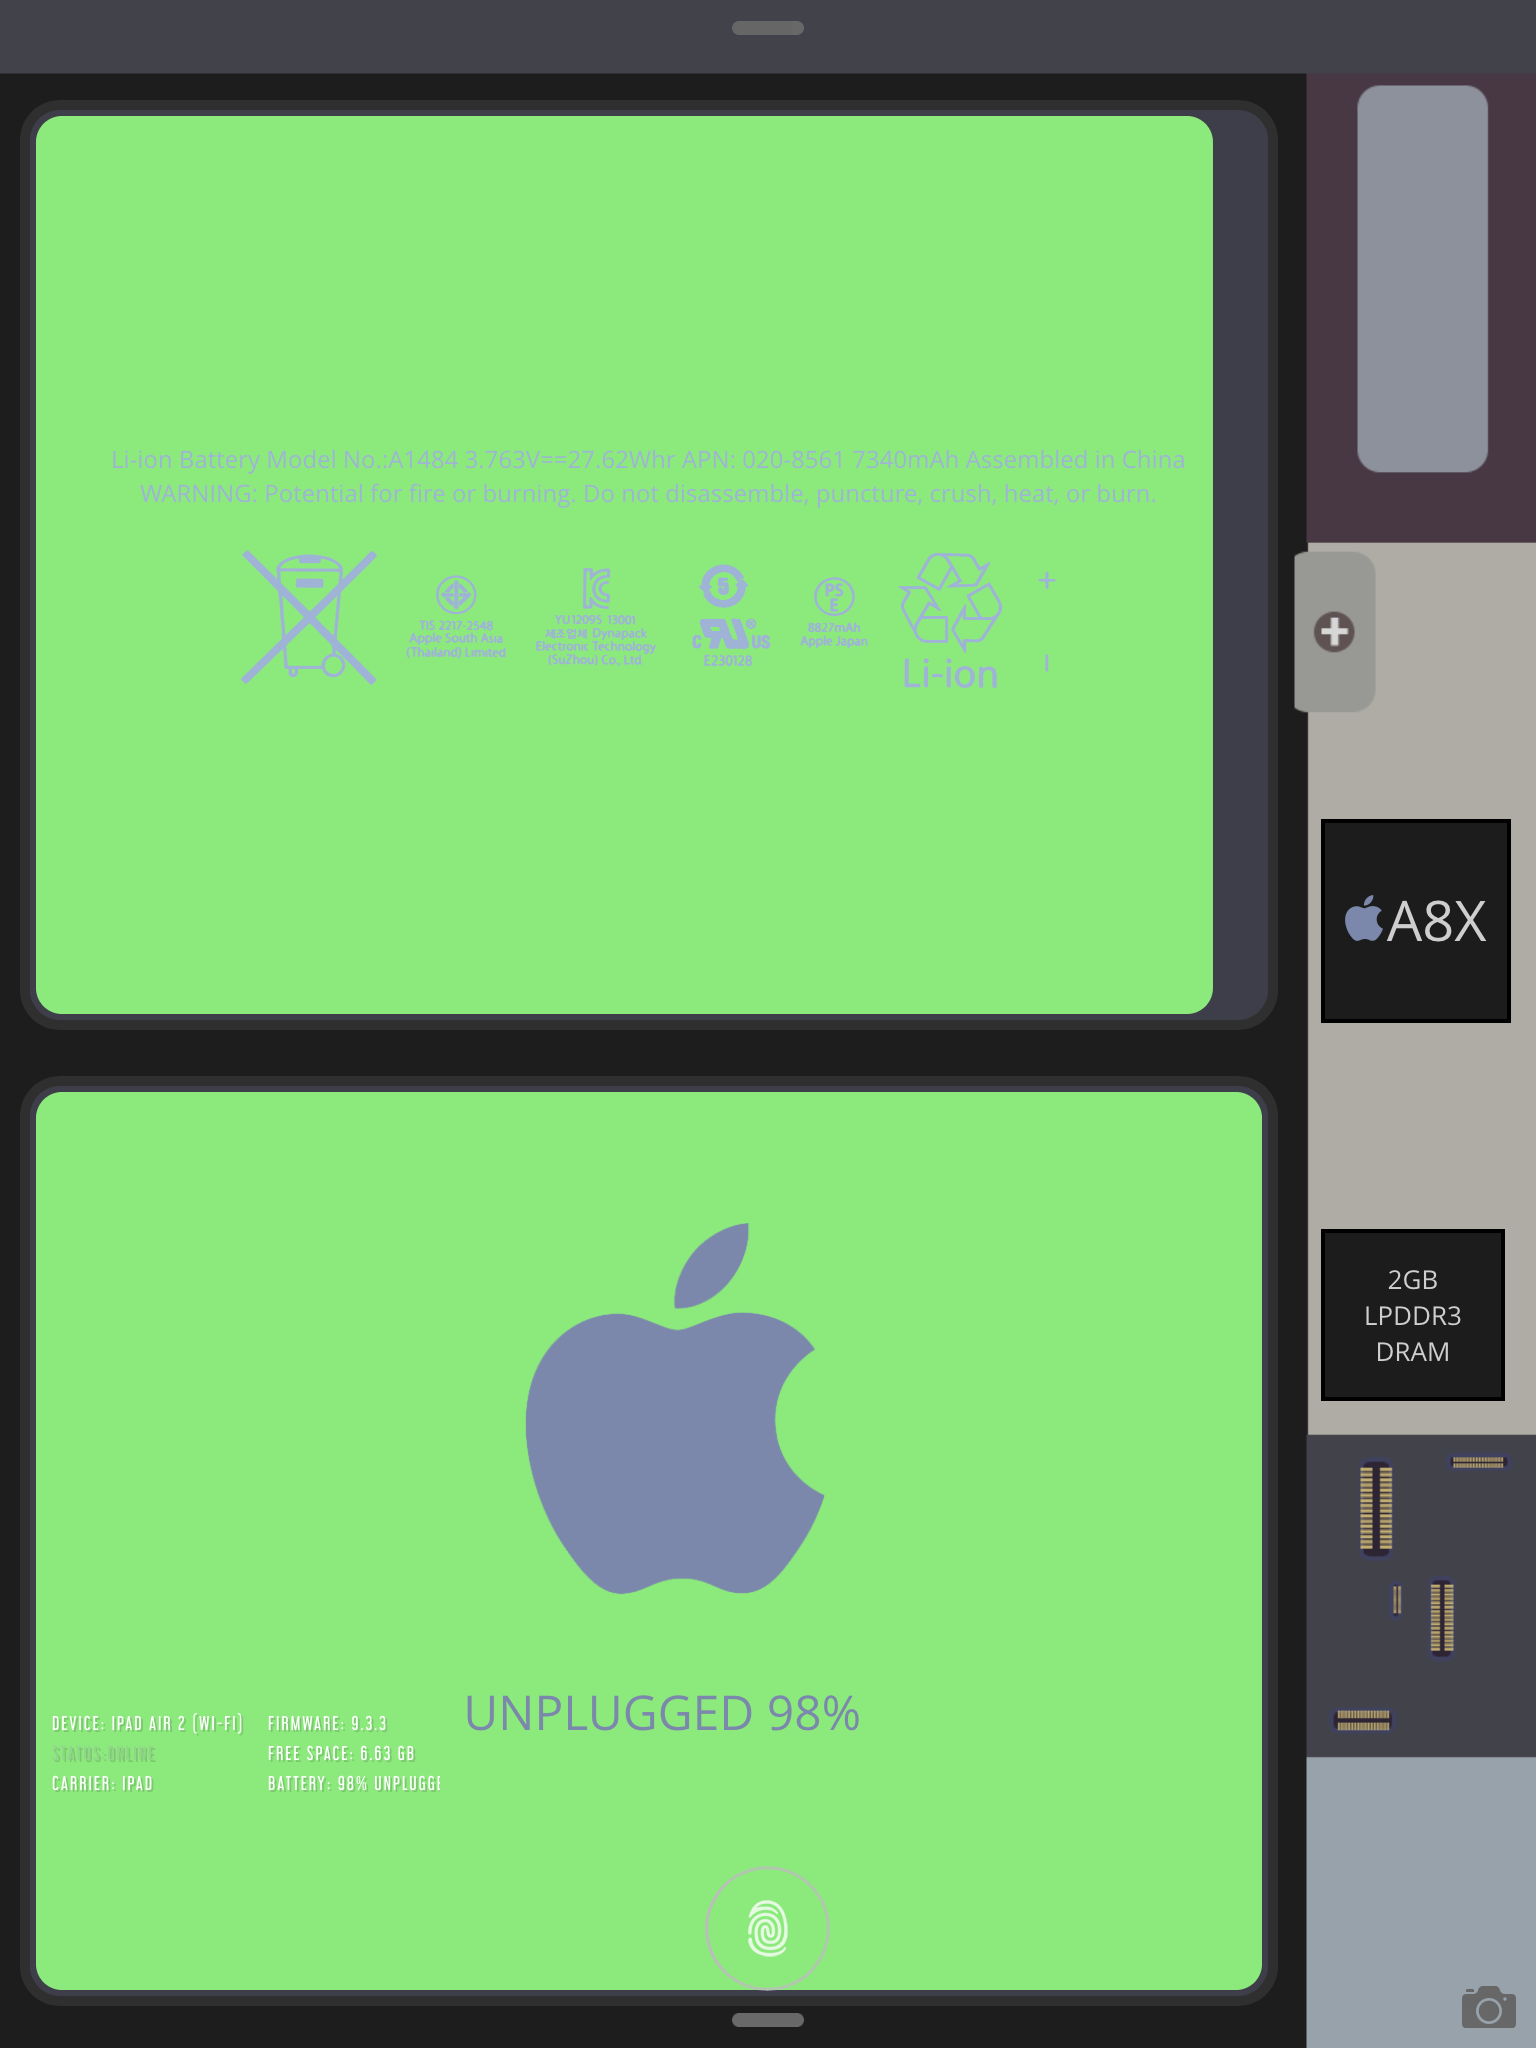 Li-ion Battery Model No.:A1484 3.763V==27.62Whr APN: 020-8561 7340mAh Assembled in China
WARNING: Potential for fire or burning. Do not disassemble, puncture, crush, heat, or burn.
TIS 2217-2548
Apple South Asia
(Thailand) Limited
YU12095-13001
제조업체 Dynapack
Electronic Technology
(SuZhou) Co., Ltd
5
c RU ® US
E230128
PS
E
8827mAh
Apple Japan
Li-ion
+
A8X
2GB
LPDDR3
DRAM
UNPLUGGED 98%
DEVICE: IPAD AIR 2 (WI-FI)
STATUS:ONLINE
CARRIER: IPAD
FIRMWARE: 9.3.3
FREE SPACE: 6.63 GB
BATTERY: 98% UNPLUGGE